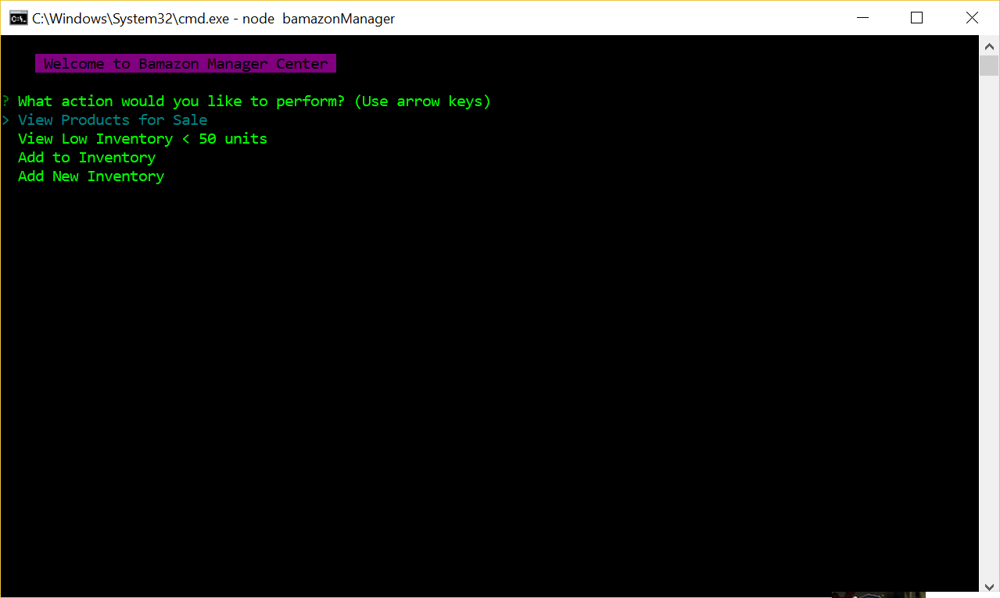 C:\Windows\System32\cmd.exe - node  bamazonManager
Welcome to Bamazon Manager Center
? What action would you like to perform? (Use arrow keys)
> View Products for Sale
View Low Inventory < 50 units
Add to Inventory
Add New Inventory